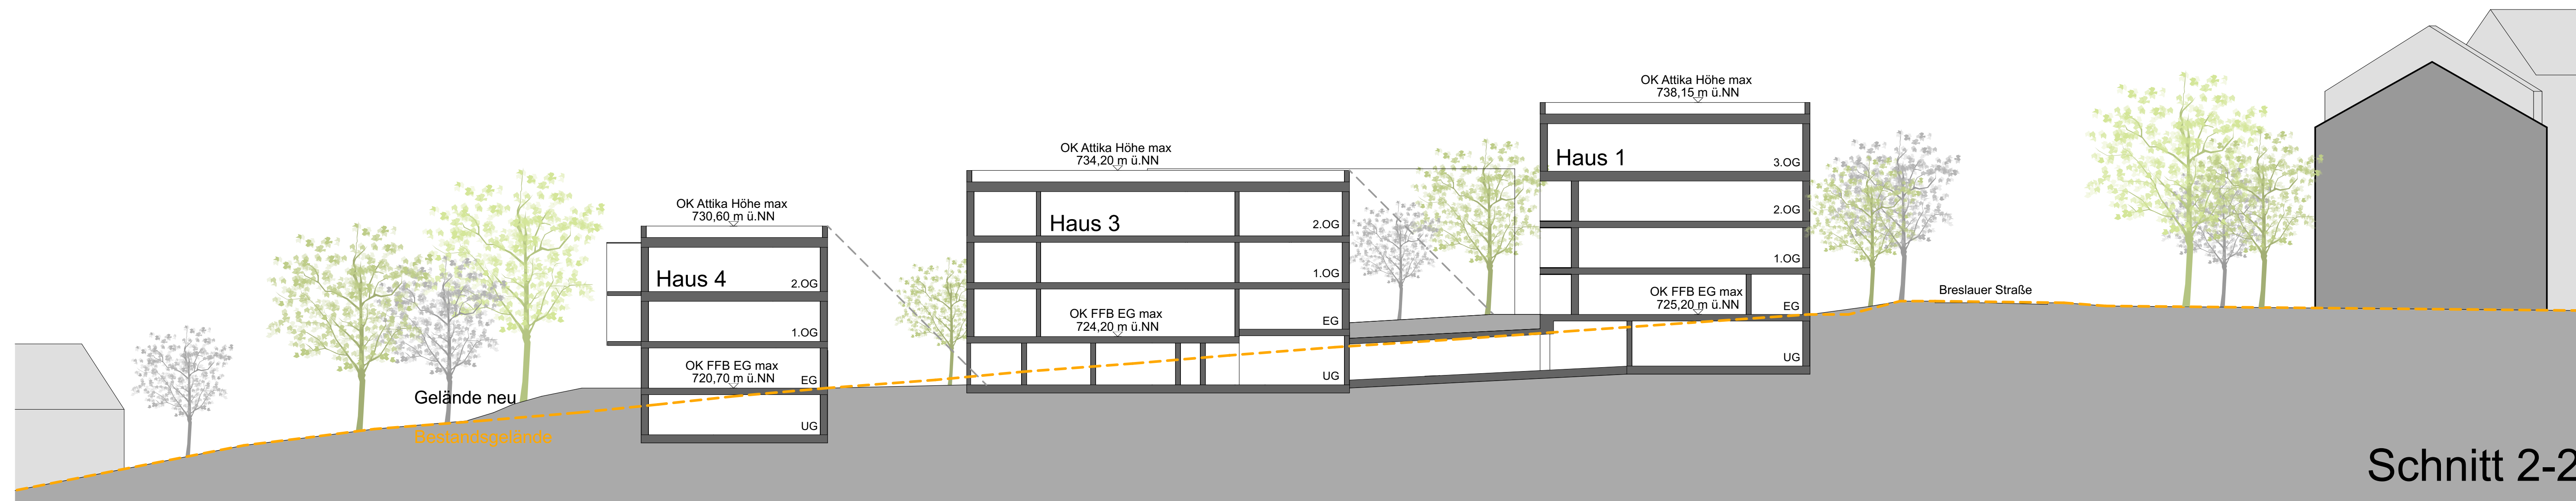 OK Attika Höhe max
730,60 m ü.NN
Haus 4
2.OG
1.OG
OK FFB EG max
720,70 m ü.NN
EG
UG
Gelände neu
Bestandsgelände
OK Attika Höhe max
734,20 m ü.NN
Haus 3
2.OG
1.OG
OK FFB EG max
724,20 m ü.NN
EG
UG
OK Attika Höhe max
738,15 m ü.NN
Haus 1
3.OG
2.OG
1.OG
OK FFB EG max
725,20 m ü.NN
EG
UG
Breslauer Straße
Schnitt 2-2